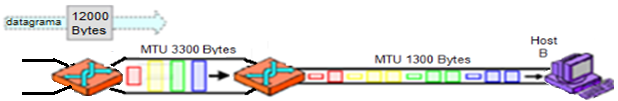 datagrama
12000
Bytes
MTU 3300 Bytes
MTU 1300 Bytes
Host
B